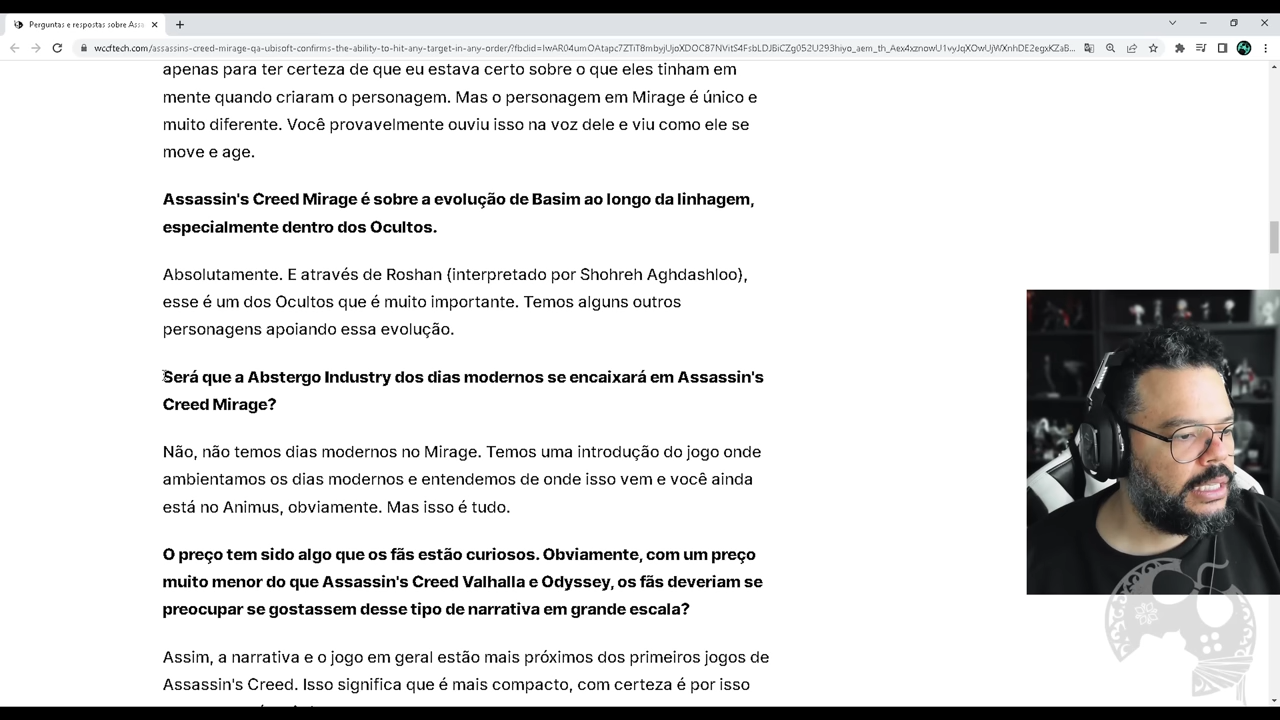 Perguntas e respostas sobre Assa
wccftech.com/assassins-creed-mirage-qa-ubisoft-confirms-the-ability-to-hit-any-target-in-any-order/?fbclid=
apenas para ter certeza de que eu estava certo sobre o que eles tinham em
mente quando criaram o personagem. Mas o personagem em Mirage é único e
muito diferente. Você provavelmente ouviu isso na voz dele e viu como ele se
move e age.
Assassin's Creed Mirage é sobre a evolução de Basim ao longo da linhagem,
especialmente dentro dos Ocultos.
Absolutamente. E através de Roshan (interpretado por Shohreh Aghdashloo),
esse é um dos Ocultos que é muito importante. Temos alguns outros
personagens apoiando essa evolução.
Será que a Abstergo Industry dos dias modernos se encaixará em Assassin's
Creed Mirage?
Não, não temos dias modernos no Mirage. Temos uma introdução do jogo onde
ambientamos os dias modernos e entendemos de onde isso vem e você ainda
está no Animus, obviamente. Mas isso é tudo.
O preço tem sido algo que os fãs estão curiosos. Obviamente, com um preço
muito menor do que Assassin's Creed Valhalla e Odyssey, os fãs deveriam se
preocupar se gostassem desse tipo de narrativa em grande escala?
Assim, a narrativa e o jogo em geral estão mais próximos dos primeiros jogos de
Assassin's Creed. Isso significa que é mais compacto, com certeza é por isso